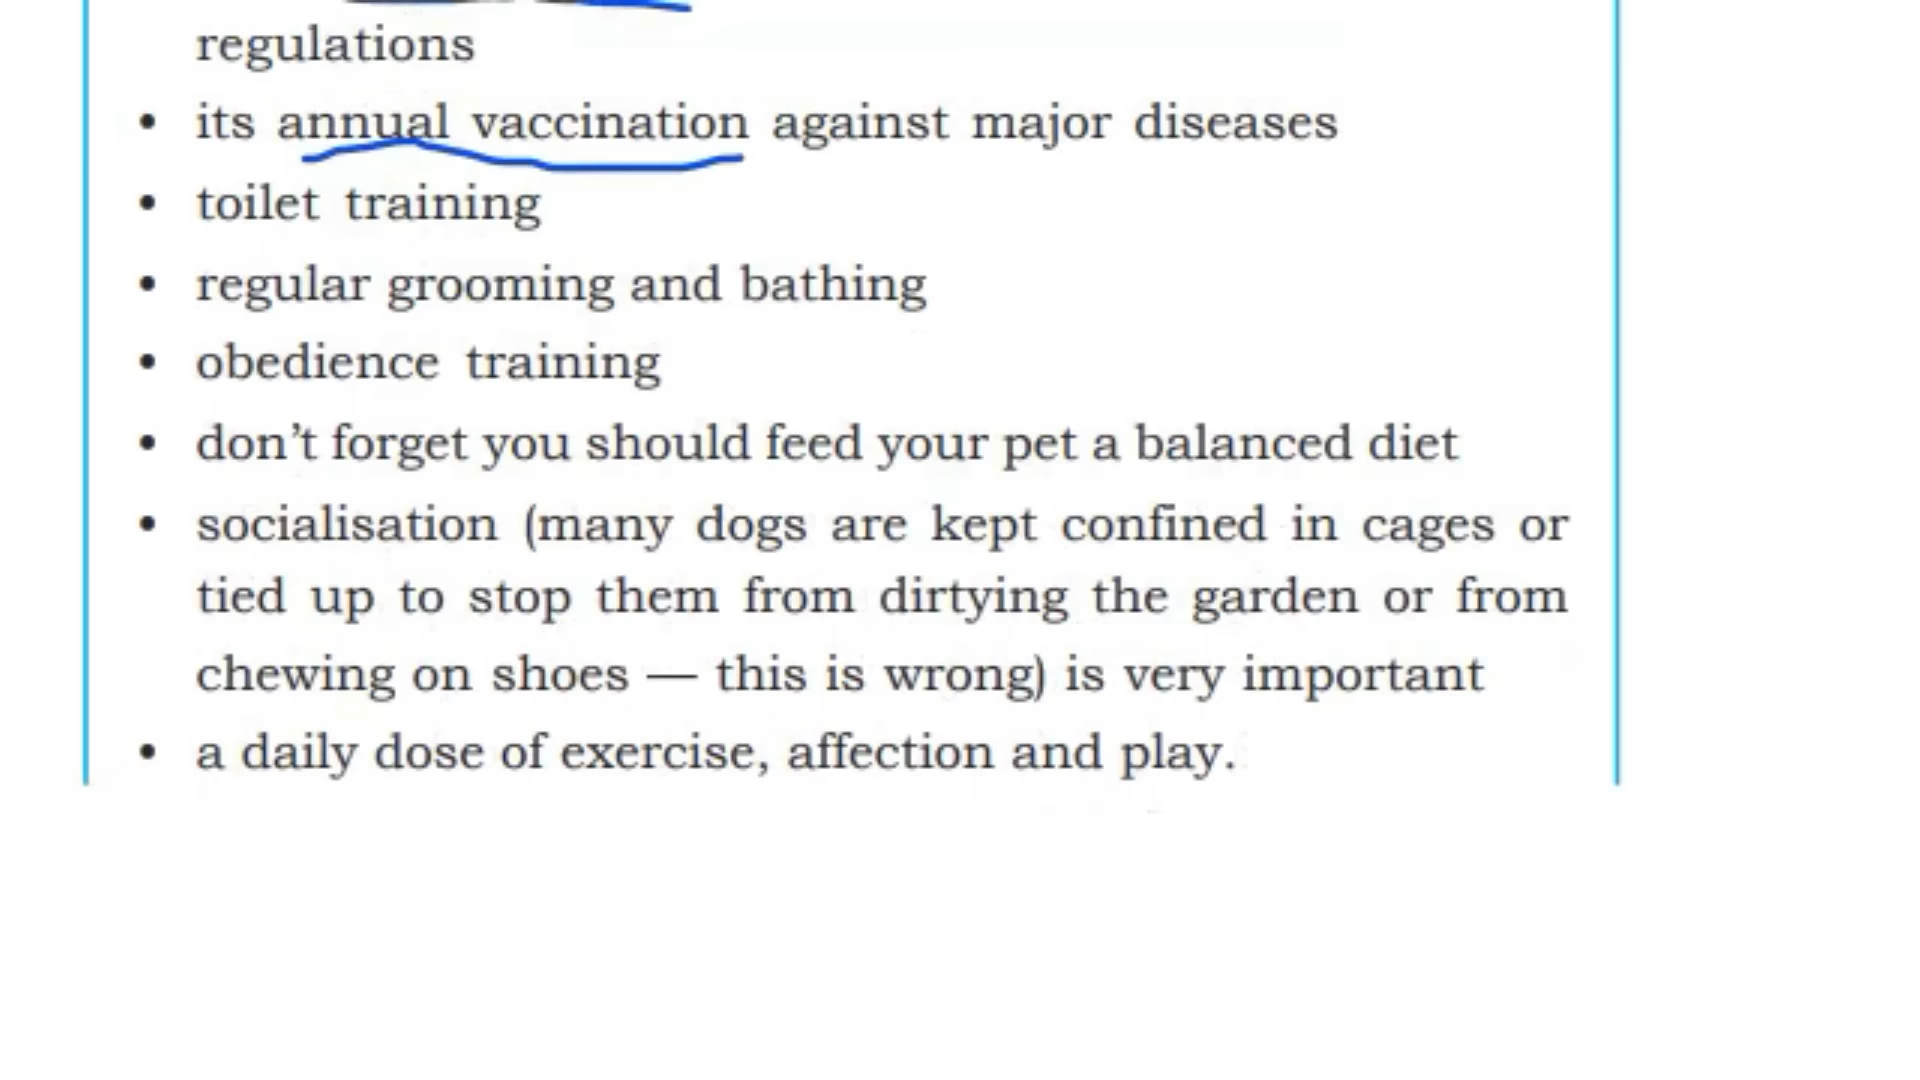 regulations
• its annual vaccination against major diseases
• toilet training
• regular grooming and bathing
• obedience training
• don’t forget you should feed your pet a balanced diet
• socialisation (many dogs are kept confined in cages or
tied up to stop them from dirtying the garden or from
chewing on shoes — this is wrong) is very important
• a daily dose of exercise, affection and play.